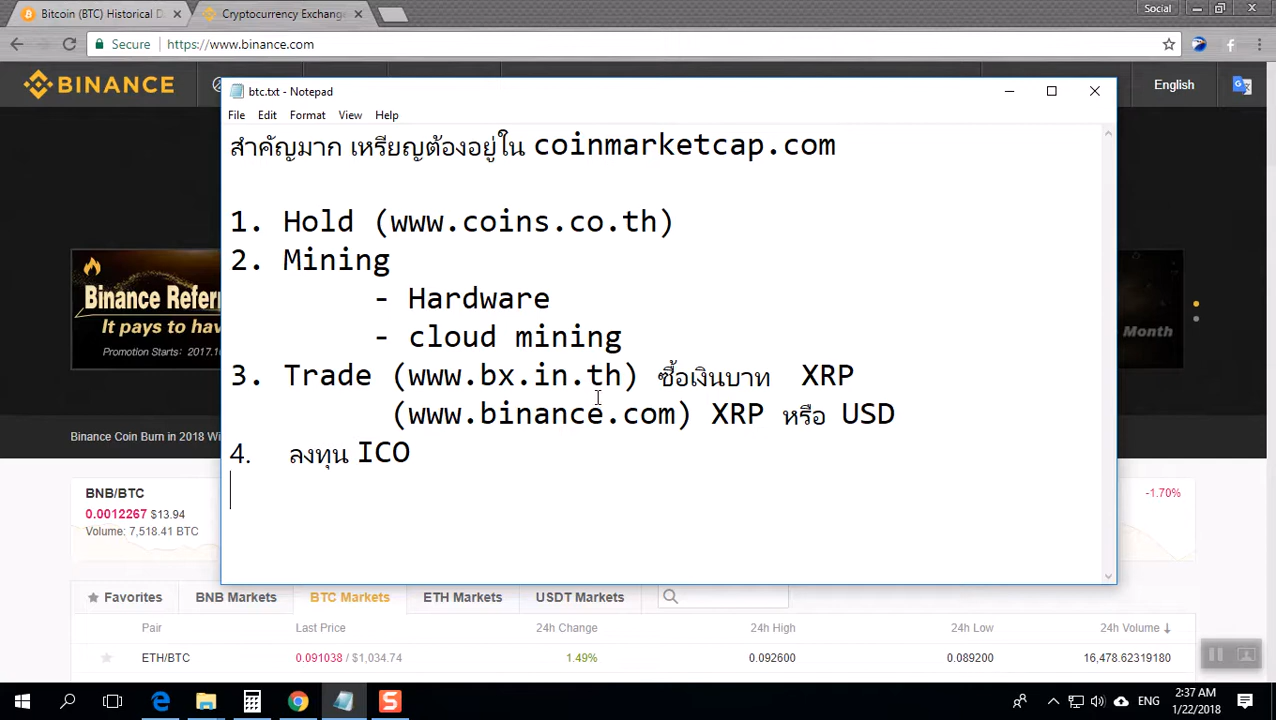 Bitcoin (BTC) Historical D
Cryptocurrency Exchange
Social
Secure
https://www.binance.com
BINANCE
English
btc.txt - Notepad
File Edit Format View Help
สำคัญมาก เหรียญต้องอยู่ใน coinmarketcap.com
1. Hold (www.coins.co.th)
2. Mining
- Hardware
- cloud mining
3. Trade (www.bx.in.th) ซื้อเงินบาท XRP
(www.binance.com) XRP หรือ USD
4. ลงทุน ICO
Binance Refer
It pays to hav
Promotion Starts: 2017.10
Month
Binance Coin Burn in 2018
BNB/BTC
0.0012267 $13.94
Volume: 7,518.41 BTC
-1.70%
Favorites BNB Markets BTC Markets ETH Markets USDT Markets
Pair Last Price 24h Change 24h High 24h Low 24h Volume
ETH/BTC 0.091038 / $1,034.74 1.49% 0.092600 0.089200 16,478.62319180
ENG
2:37 AM
1/22/2018